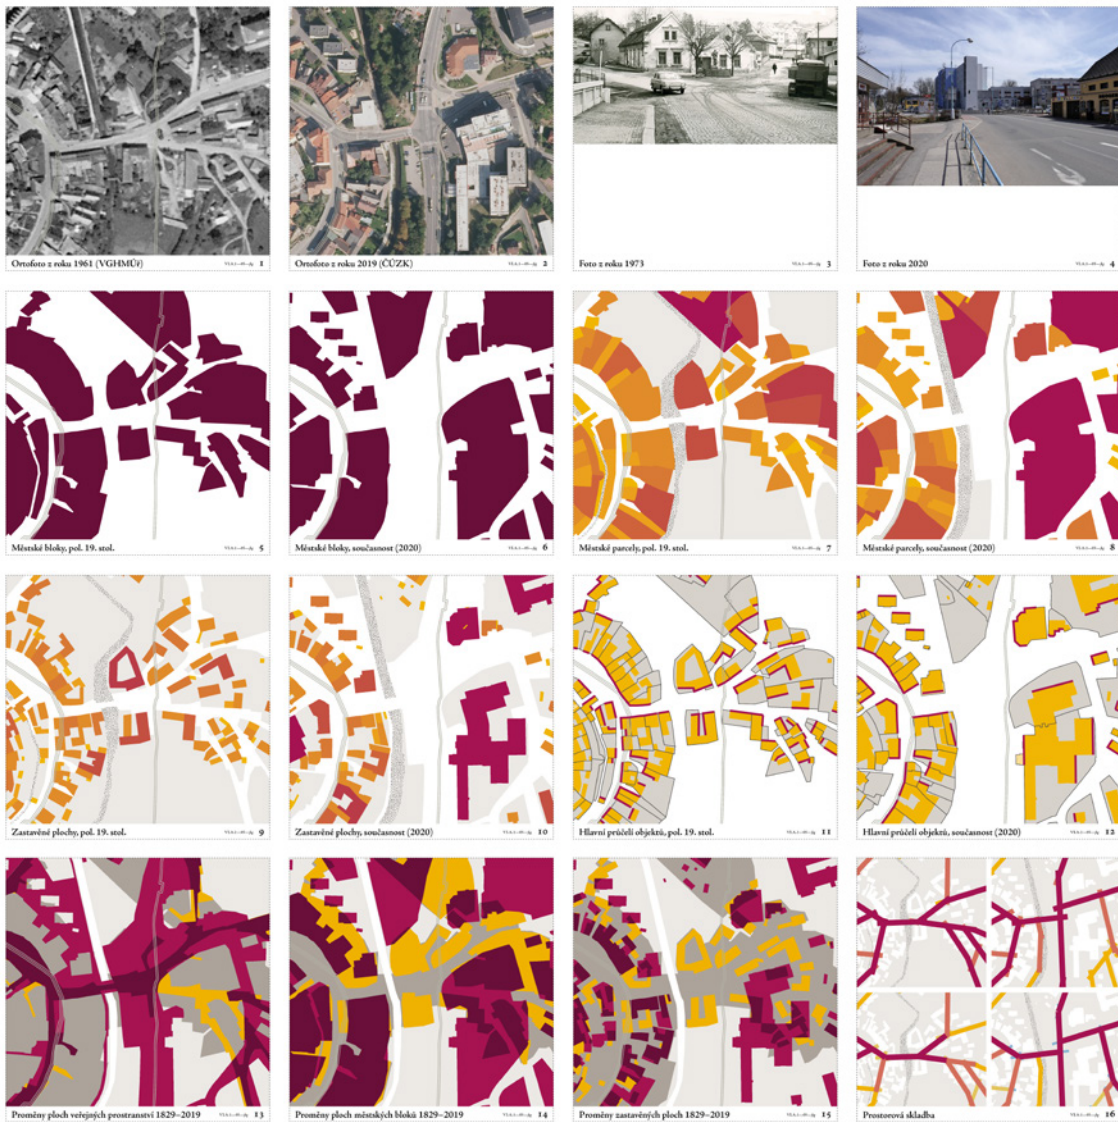 Ortofoto z roku 1961 (VGHMÚř) 1
Ortofoto z roku 2019 (ČÚZK) 2
Foto z roku 1973 3
Foto z roku 2020 4
Městské bloky, pol. 19. stol. 5
Městské bloky, současnost (2020) 6
Městské parcely, pol. 19. stol. 7
Městské parcely, současnost (2020) 8
Zastavěné plochy, pol. 19. stol. 9
Zastavěné plochy, současnost (2020) 10
Hlavní průčelí objektů, pol. 19. stol. 11
Hlavní průčelí objektů, současnost (2020) 12
Proměny ploch veřejných prostranství 1829–2019 13
Proměny ploch městských bloků 1829–2019 14
Proměny zastavěných ploch 1829–2019 15
Prostorová skladba 16